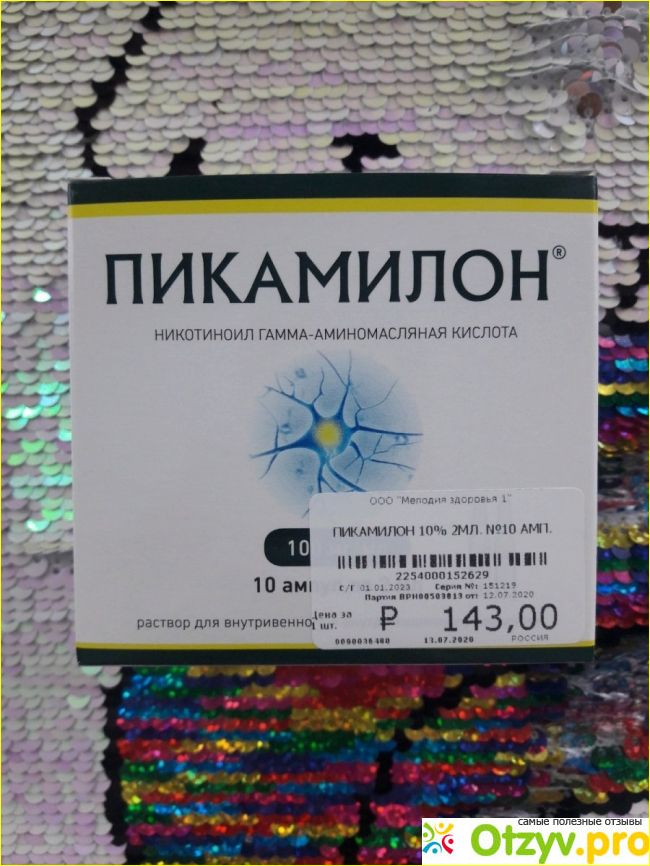 ПИКАМИЛОН®
НИКОТИНОИЛ ГАММА-АМИНОМАСЛЯНАЯ КИСЛОТА
ООО "Мелодия здоровья 1"
ПИКАМИЛОН 10% 2МЛ. №10 АМП.
2254000152629
С/Г 01.01.2023 Серия №: 151219
Партия ВРН00503813 от: 12.07.2020
Цена за
1 шт.
₽ 143,00
0090036400 13.07.2020 РОССИЯ
10
10 амп
раствор для внутривенно
самые полезные отзывы
Otzyv.pro